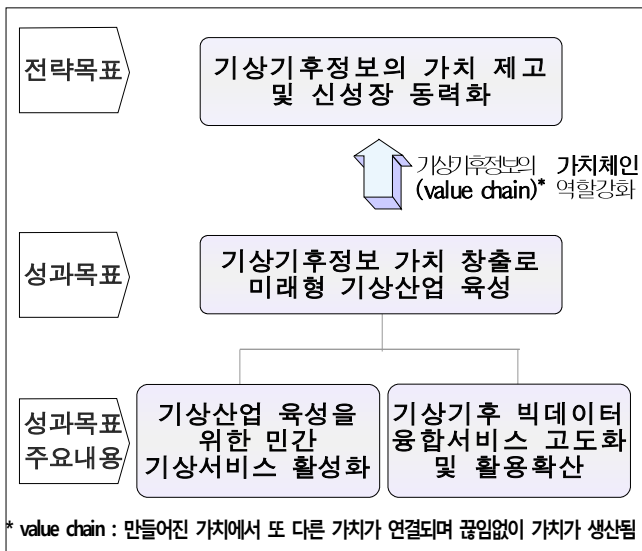 전략목표
기상기후정보의 가치 제고
및 신성장 동력화
기상기후정보의 가치체인
(value chain)* 역할강화
성과목표
기상기후정보 가치 창출로
미래형 기상산업 육성
성과목표
주요내용
기상산업 육성을
위한 민간
기상서비스 활성화
기상기후 빅데이터
융합서비스 고도화
및 활용확산
* value chain : 만들어진 가치에서 또 다른 가치가 연결되며 끊임없이 가치가 생산됨